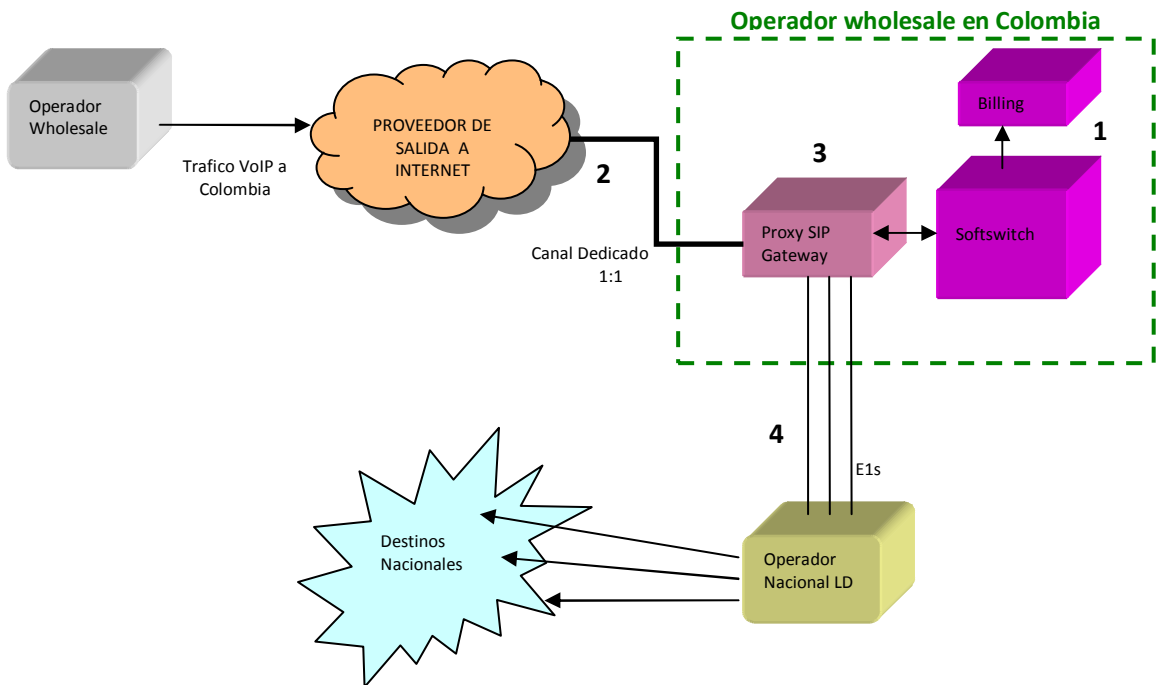 Operador wholesale en Colombia
Operador
Wholesale
Trafico VoIP a
Colombia
PROVEEDOR DE
SALIDA A
INTERNET
2
Canal Dedicado
1:1
3
Proxy SIP
Gateway
Billing
1
Softswitch
4
E1s
Operador
Nacional LD
Destinos
Nacionales